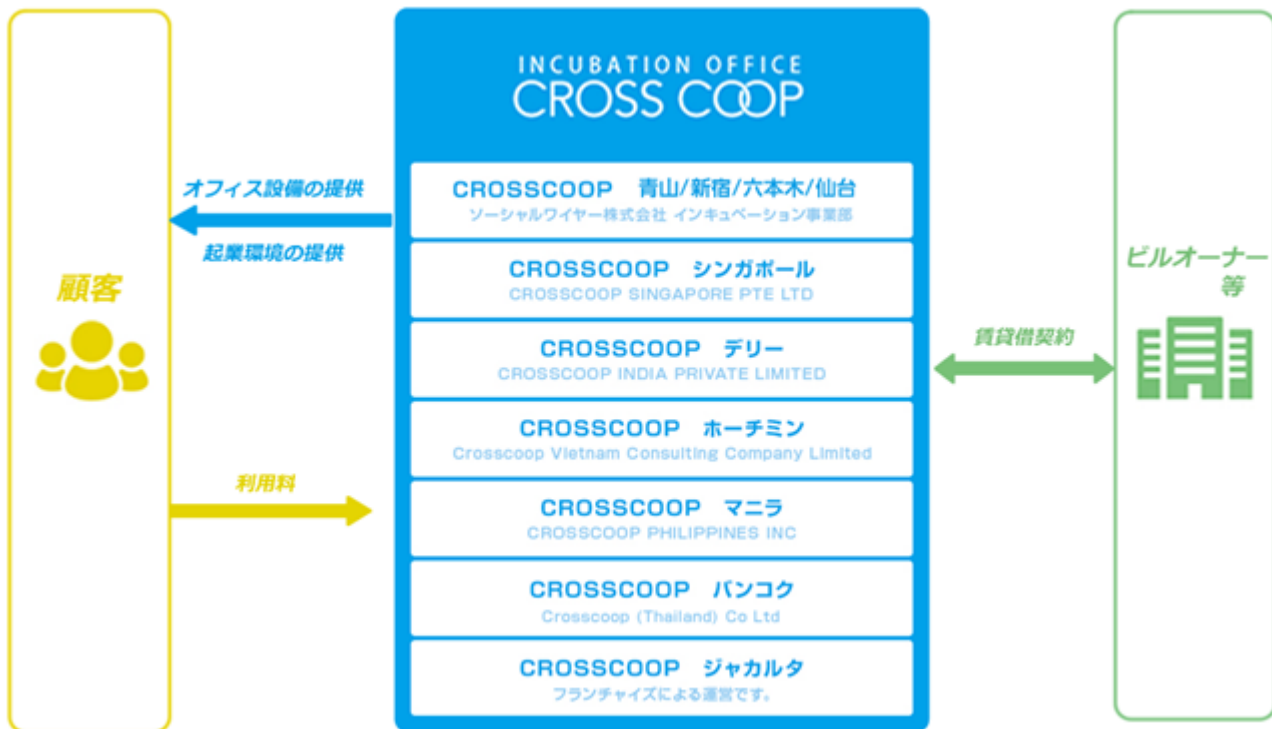 顧客
オフィス設備の提供
起業環境の提供
利用料
INCUBATION OFFICE
CROSS COOP
CROSSCOOP 青山/新宿/六本木/仙台
ソーシャルワイヤー株式会社 インキュベーション事業部
CROSSCOOP シンガポール
CROSSCOOP SINGAPORE PTE LTD
CROSSCOOP デリー
CROSSCOOP INDIA PRIVATE LIMITED
CROSSCOOP ホーチミン
Crosscoop Vietnam Consulting Company Limited
CROSSCOOP マニラ
CROSSCOOP PHILIPPINES INC
CROSSCOOP バンコク
Crosscoop (Thailand) Co Ltd
CROSSCOOP ジャカルタ
フランチャイズによる運営です。
賃貸借契約
ビルオーナー
等